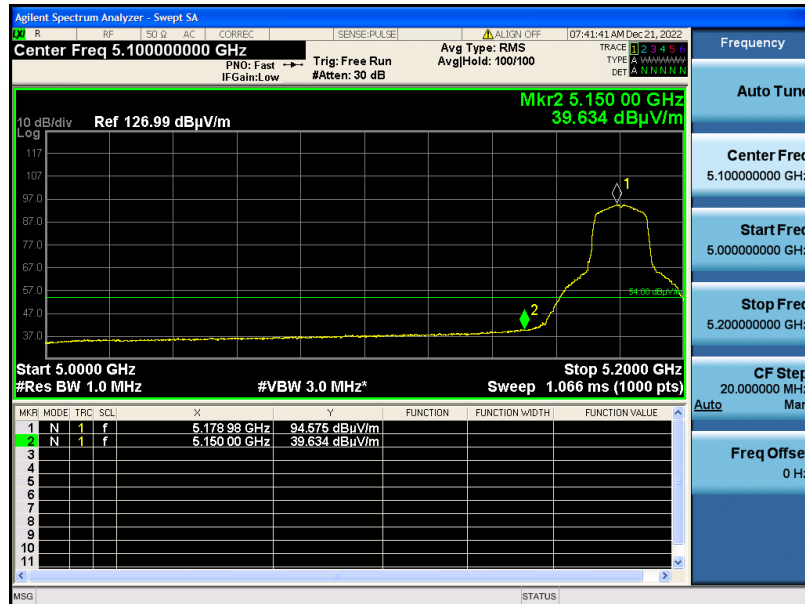 Agilent Spectrum Analyzer - Swept SA
LXI R RF 50 Ω AC CORREC SENSE:PULSE ALIGN OFF 07:41:41 AM Dec 21, 2022
Center Freq 5.100000000 GHz
PNO: Fast
IFGain:Low
Trig: Free Run
#Atten: 30 dB
Avg Type: RMS
Avg|Hold: 100/100
TRACE 1 2 3 4 5 6
TYPE A WWWWW
DET A N N N N N
Mkr2 5.150 00 GHz
39.634 dBµV/m
10 dB/div Ref 126.99 dBµV/m
Log
117
107
97.0
87.0
77.0
67.0
57.0
47.0
37.0
1
2
54.00 dBµV/m
Start 5.0000 GHz Stop 5.2000 GHz
#Res BW 1.0 MHz #VBW 3.0 MHz* Sweep 1.066 ms (1000 pts)
MKR MODE TRC SCL X Y FUNCTION FUNCTION WIDTH FUNCTION VALUE
1 N 1 f 5.178 98 GHz 94.575 dBµV/m
2 N 1 f 5.150 00 GHz 39.634 dBµV/m
3
4
5
6
7
8
9
10
11
MSG STATUS
Frequency
Auto Tune
Center Freq
5.100000000 GHz
Start Freq
5.000000000 GHz
Stop Freq
5.200000000 GHz
CF Step
20.000000 MHz
Auto Man
Freq Offset
0 Hz